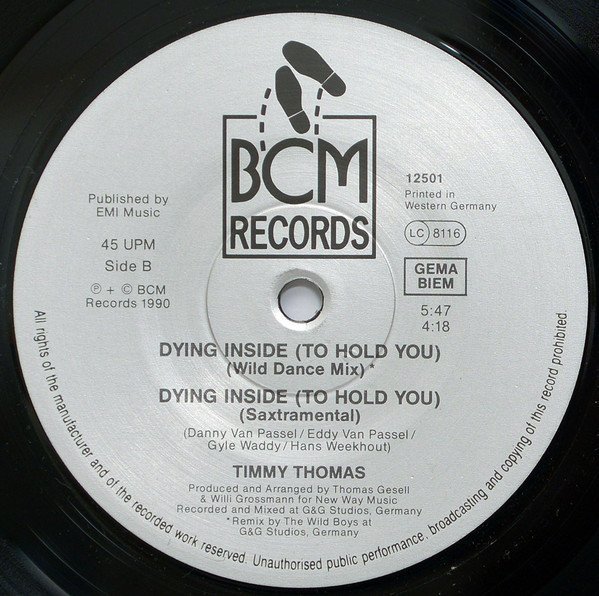 BCM
RECORDS
Published by
EMI Music
45 UPM
Side B
Ⓟ + © BCM
Records 1990
12501
Printed in
Western Germany
LC 8116
GEMA
BIEM
5:47
4:18
DYING INSIDE (TO HOLD YOU)
(Wild Dance Mix)*
DYING INSIDE (TO HOLD YOU)
(Saxtramental)
(Danny Van Passel/Eddy Van Passel/
Gyle Waddy/Hans Weekhout)
TIMMY THOMAS
Produced and Arranged by Thomas Gesell
& Willi Grossmann for New Way Music
Recorded and Mixed at G&G Studios, Germany
*Remix by The Wild Boys at
G&G Studios, Germany
All rights of the manufacturer and of the recorded work reserved. Unauthorised public performance, broadcasting and copying of this record prohibited.